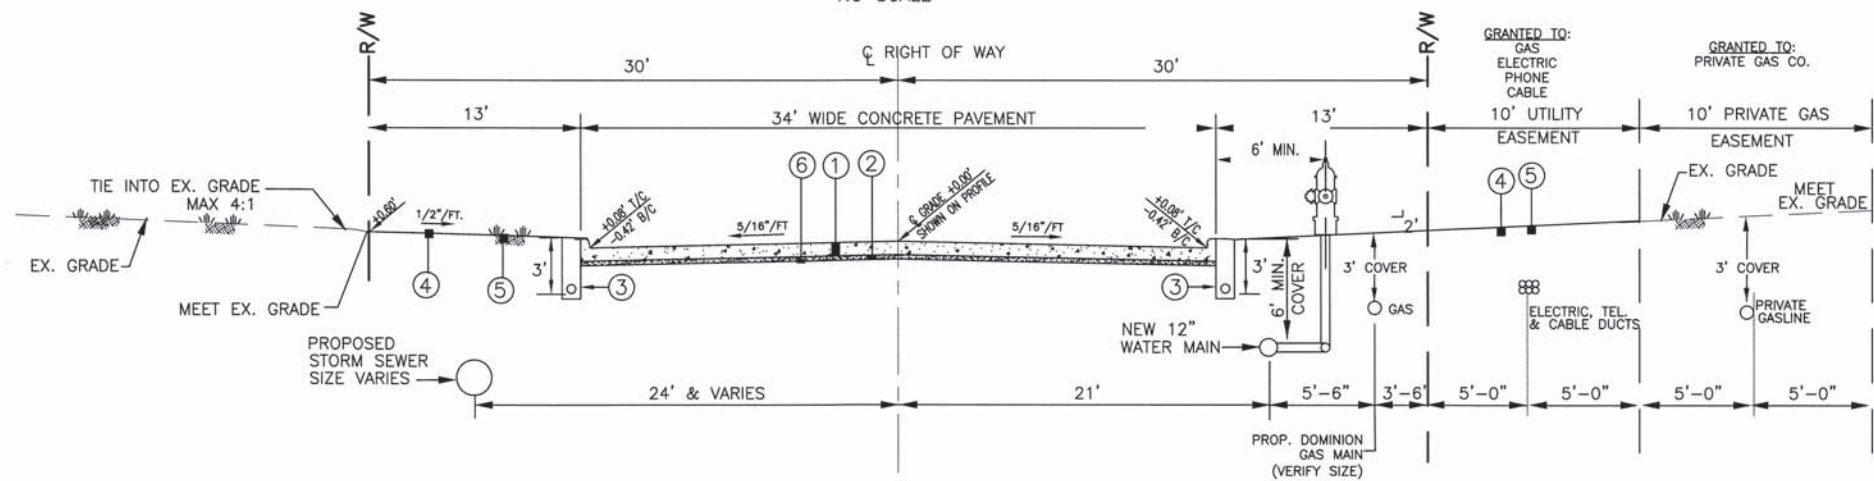 R/W
30'
℄ RIGHT OF WAY
30'
R/W
GRANTED TO:
GAS
ELECTRIC
PHONE
CABLE
GRANTED TO:
PRIVATE GAS CO.
13'
34' WIDE CONCRETE PAVEMENT
13'
10' UTILITY
EASEMENT
10' PRIVATE GAS
EASEMENT
6' MIN.
TIE INTO EX. GRADE
MAX 4:1
+0.60'
1/2"/FT.
+0.08' T/C
-0.42' B/C
5/16"/FT
6
1
2
℄ GRADE +0.00'
SHOWN ON PROFILE
5/16"/FT
+0.08' T/C
-0.42' B/C
2'
4
5
EX. GRADE
MEET
EX. GRADE
EX. GRADE
MEET EX. GRADE
4
5
3'
3
3
3'
6' MIN.
COVER
3' COVER
GAS
ELECTRIC, TEL.
& CABLE DUCTS
3' COVER
PRIVATE
GASLINE
NEW 12"
WATER MAIN
PROPOSED
STORM SEWER
SIZE VARIES
24' & VARIES
21'
5'-6"
3'-6"
5'-0"
5'-0"
5'-0"
5'-0"
PROP. DOMINION
GAS MAIN
(VERIFY SIZE)